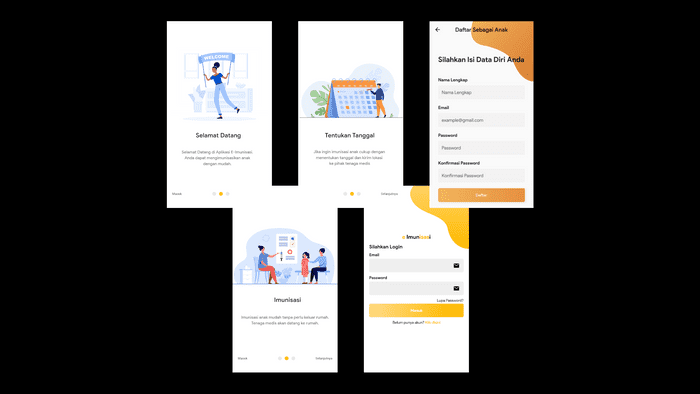 WELCOME
Selamat Datang
Selamat Datang di Aplikasi E-Imunisasi,
Anda dapat mengimunisasikan anak
dengan mudah.
Masuk
Tentukan Tanggal
Jika ingin imunisasi anak cukup dengan
menentukan tanggal dan kirim lokasi
ke pihak tenaga medis
Masuk
Selanjutnya
Daftar Sebagai Anak
Silahkan Isi Data Diri Anda
Nama Lengkap
Nama Lengkap
Email
example@gmail.com
Password
Password
Konfirmasi Password
Konfirmasi Password
Daftar
Imunisasi
Imunisasi anak mudah tanpa perlu keluar rumah.
Tenaga medis akan datang ke rumah.
Masuk
Selanjutnya
e-Imunisasi
Silahkan Login
Email
Password
Lupa Password?
Masuk
Belum punya akun?